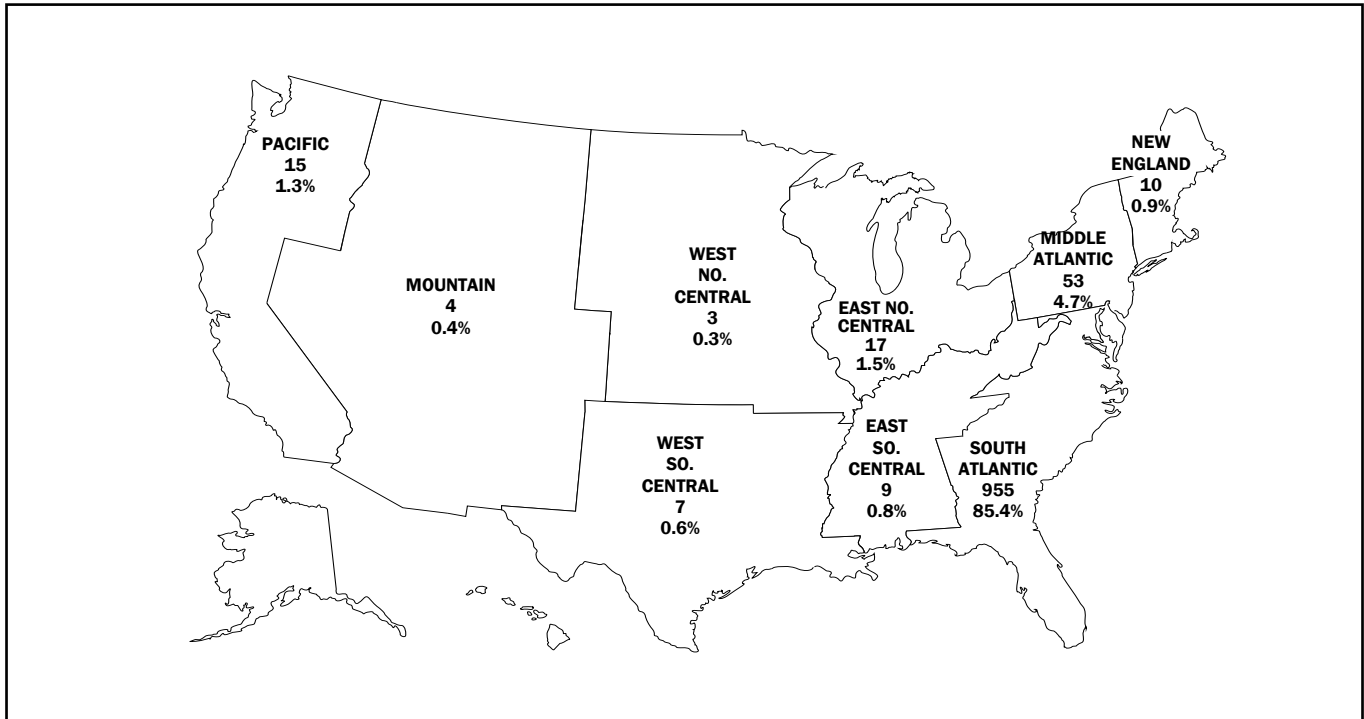 PACIFIC
15
1.3%
MOUNTAIN
4
0.4%
WEST
NO.
CENTRAL
3
0.3%
WEST
SO.
CENTRAL
7
0.6%
EAST NO.
CENTRAL
17
1.5%
EAST
SO.
CENTRAL
9
0.8%
SOUTH
ATLANTIC
955
85.4%
MIDDLE
ATLANTIC
53
4.7%
NEW
ENGLAND
10
0.9%